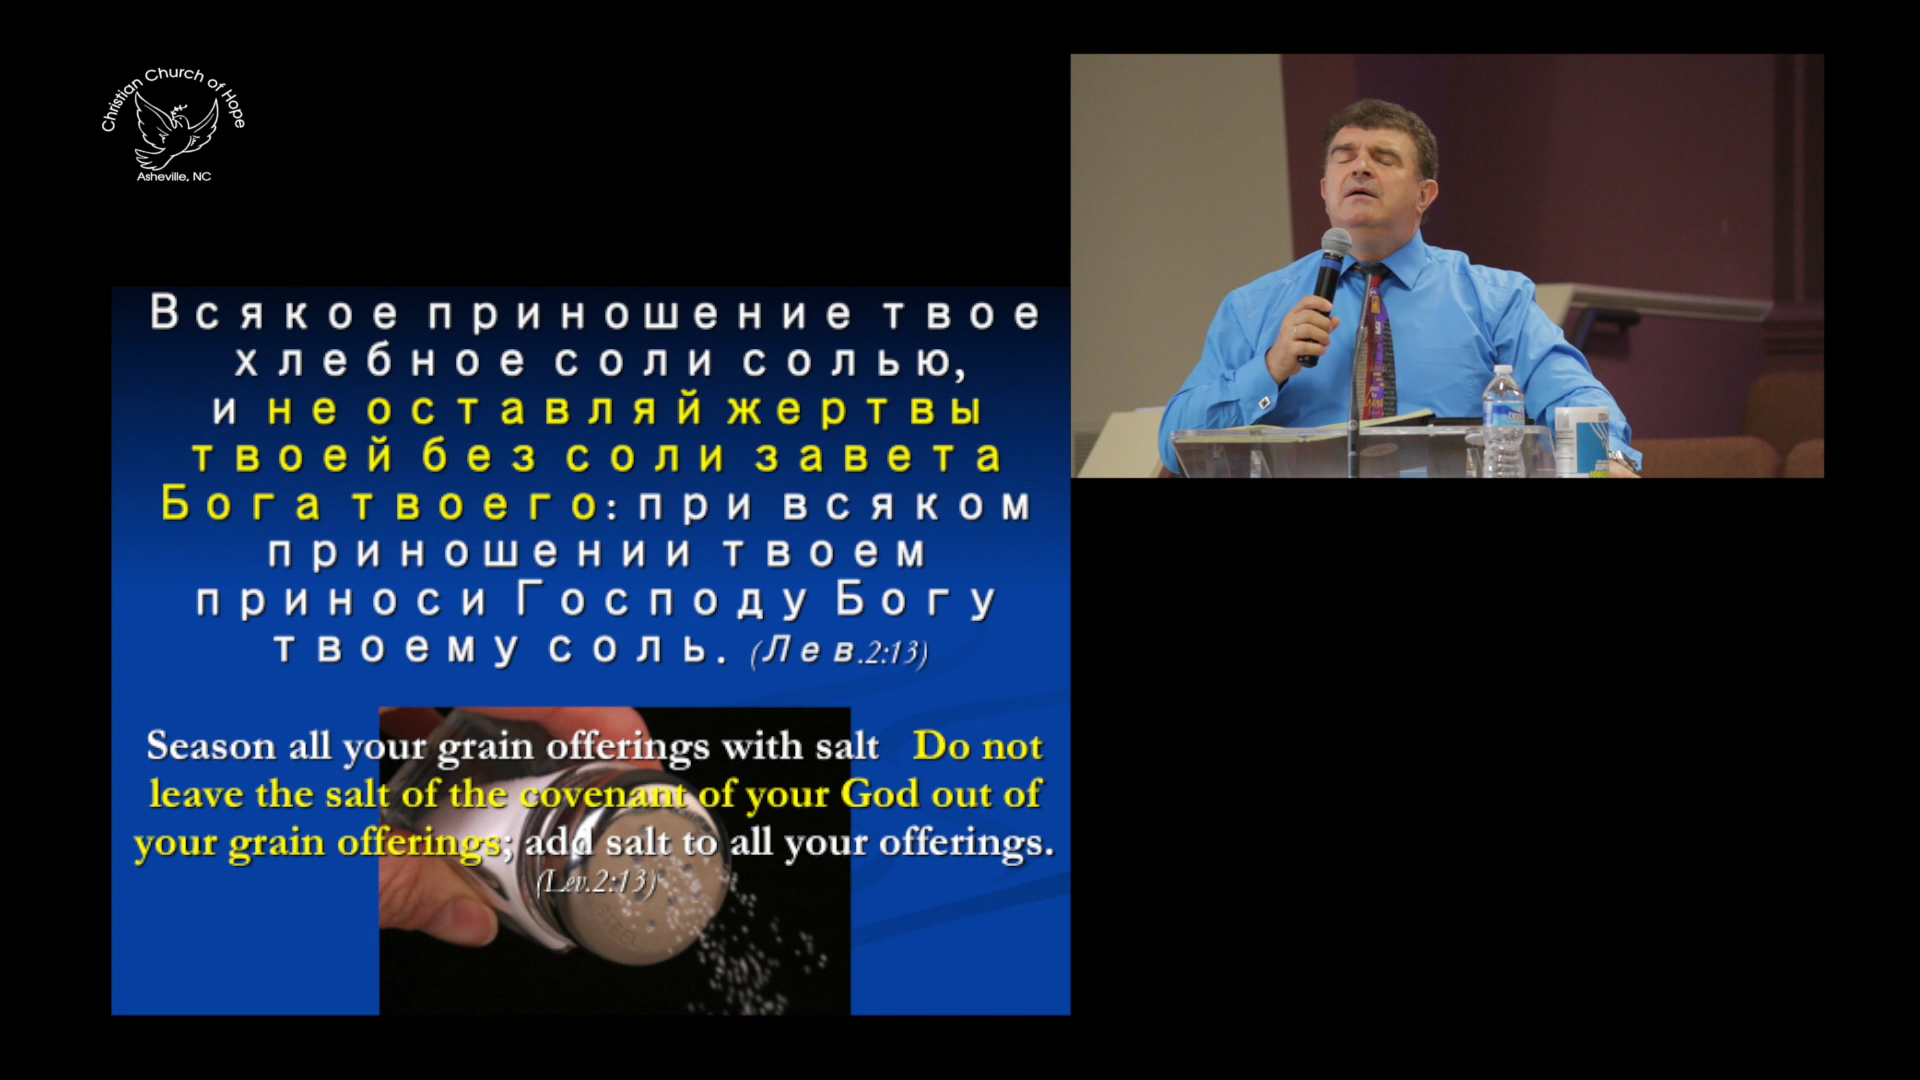 Christian Church of Hope
Asheville, NC
Всякое приношение твое
хлебное соли солью,
и не оставляй жертвы
твоей без соли завета
Бога твоего: при всяком
приношении твоем
приноси Господу Богу
твоему соль. (Лев.2:13)
Season all your grain offerings with salt Do not
leave the salt of the covenant of your God out of
your grain offerings; add salt to all your offerings.
(Lev.2:13)
STEEL